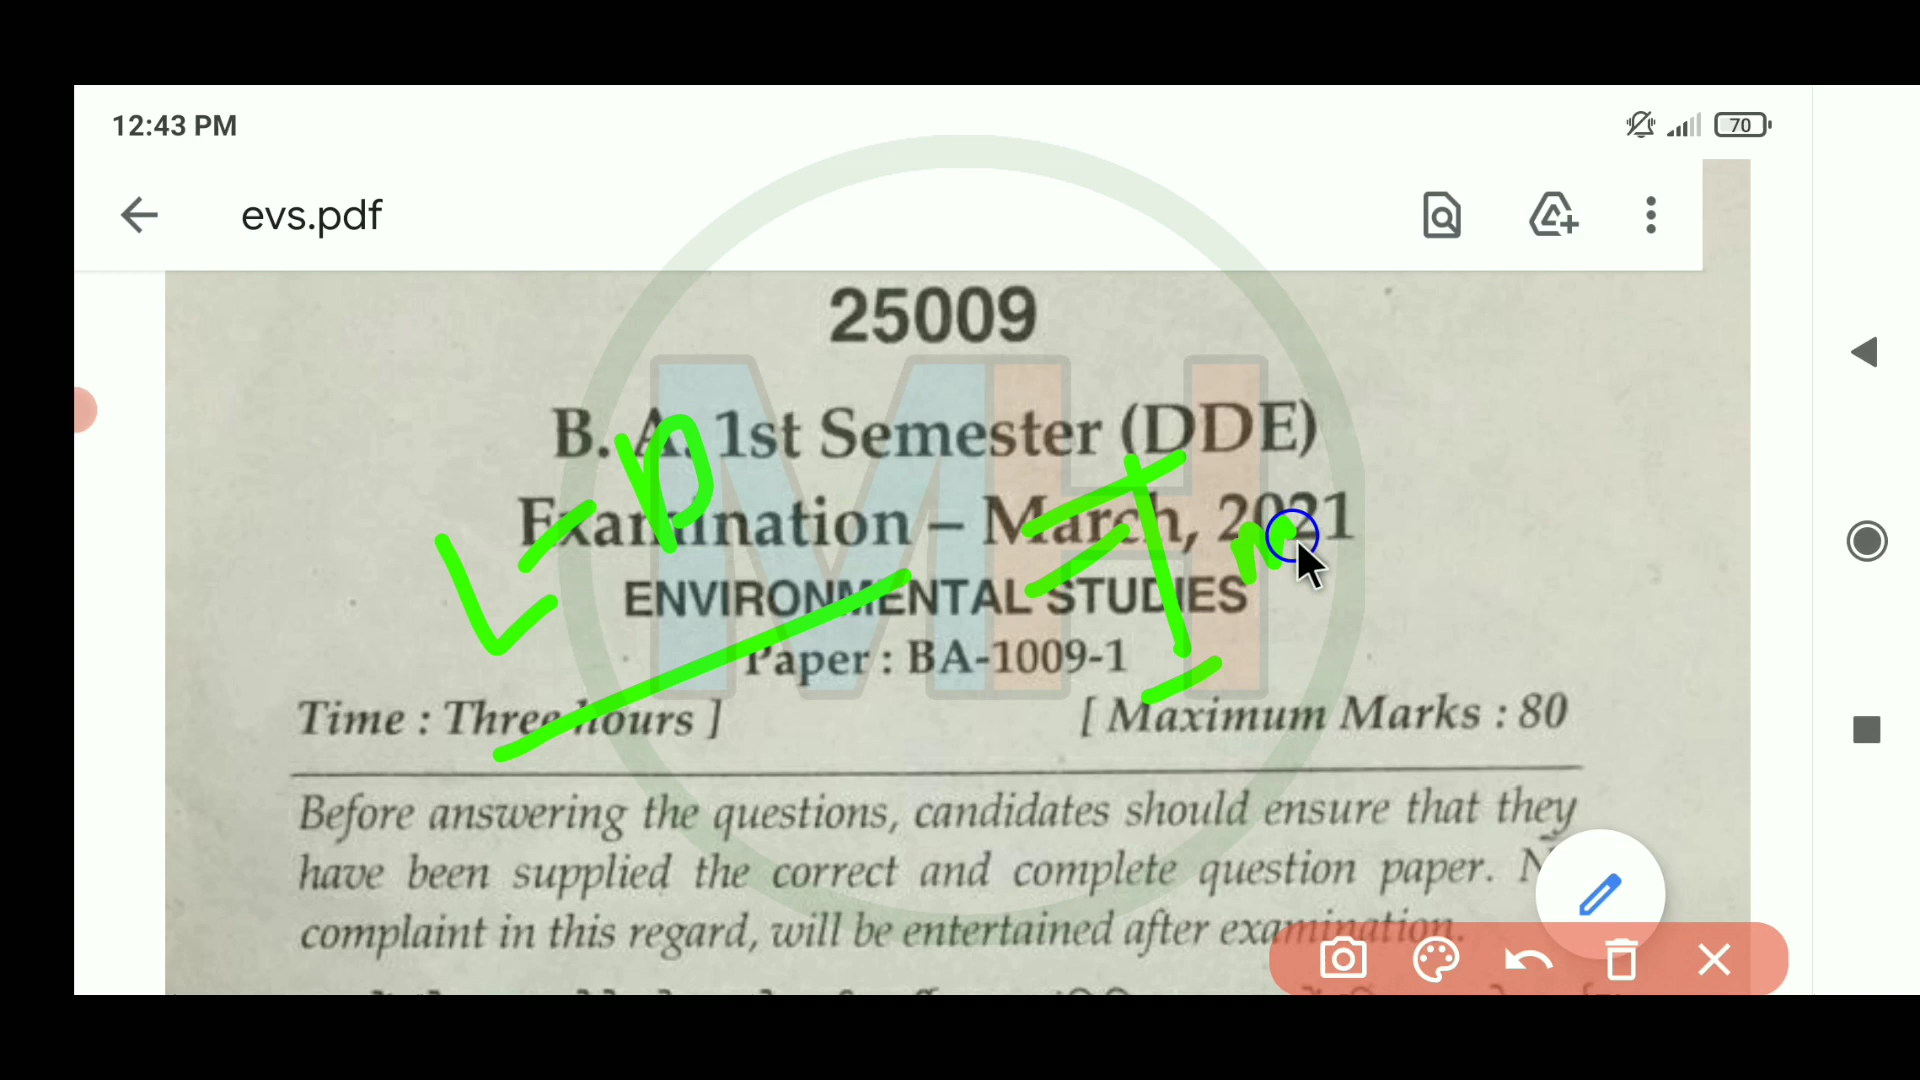 12:43 PM
70
evs.pdf
25009
B. A. 1st Semester (DDE)
Examination – March, 2021
ENVIRONMENTAL STUDIES
Paper : BA-1009-1
Time : Three hours ]
[ Maximum Marks : 80
Before answering the questions, candidates should ensure that they
have been supplied the correct and complete question paper.
complaint in this regard, will be entertained after examination.
MH